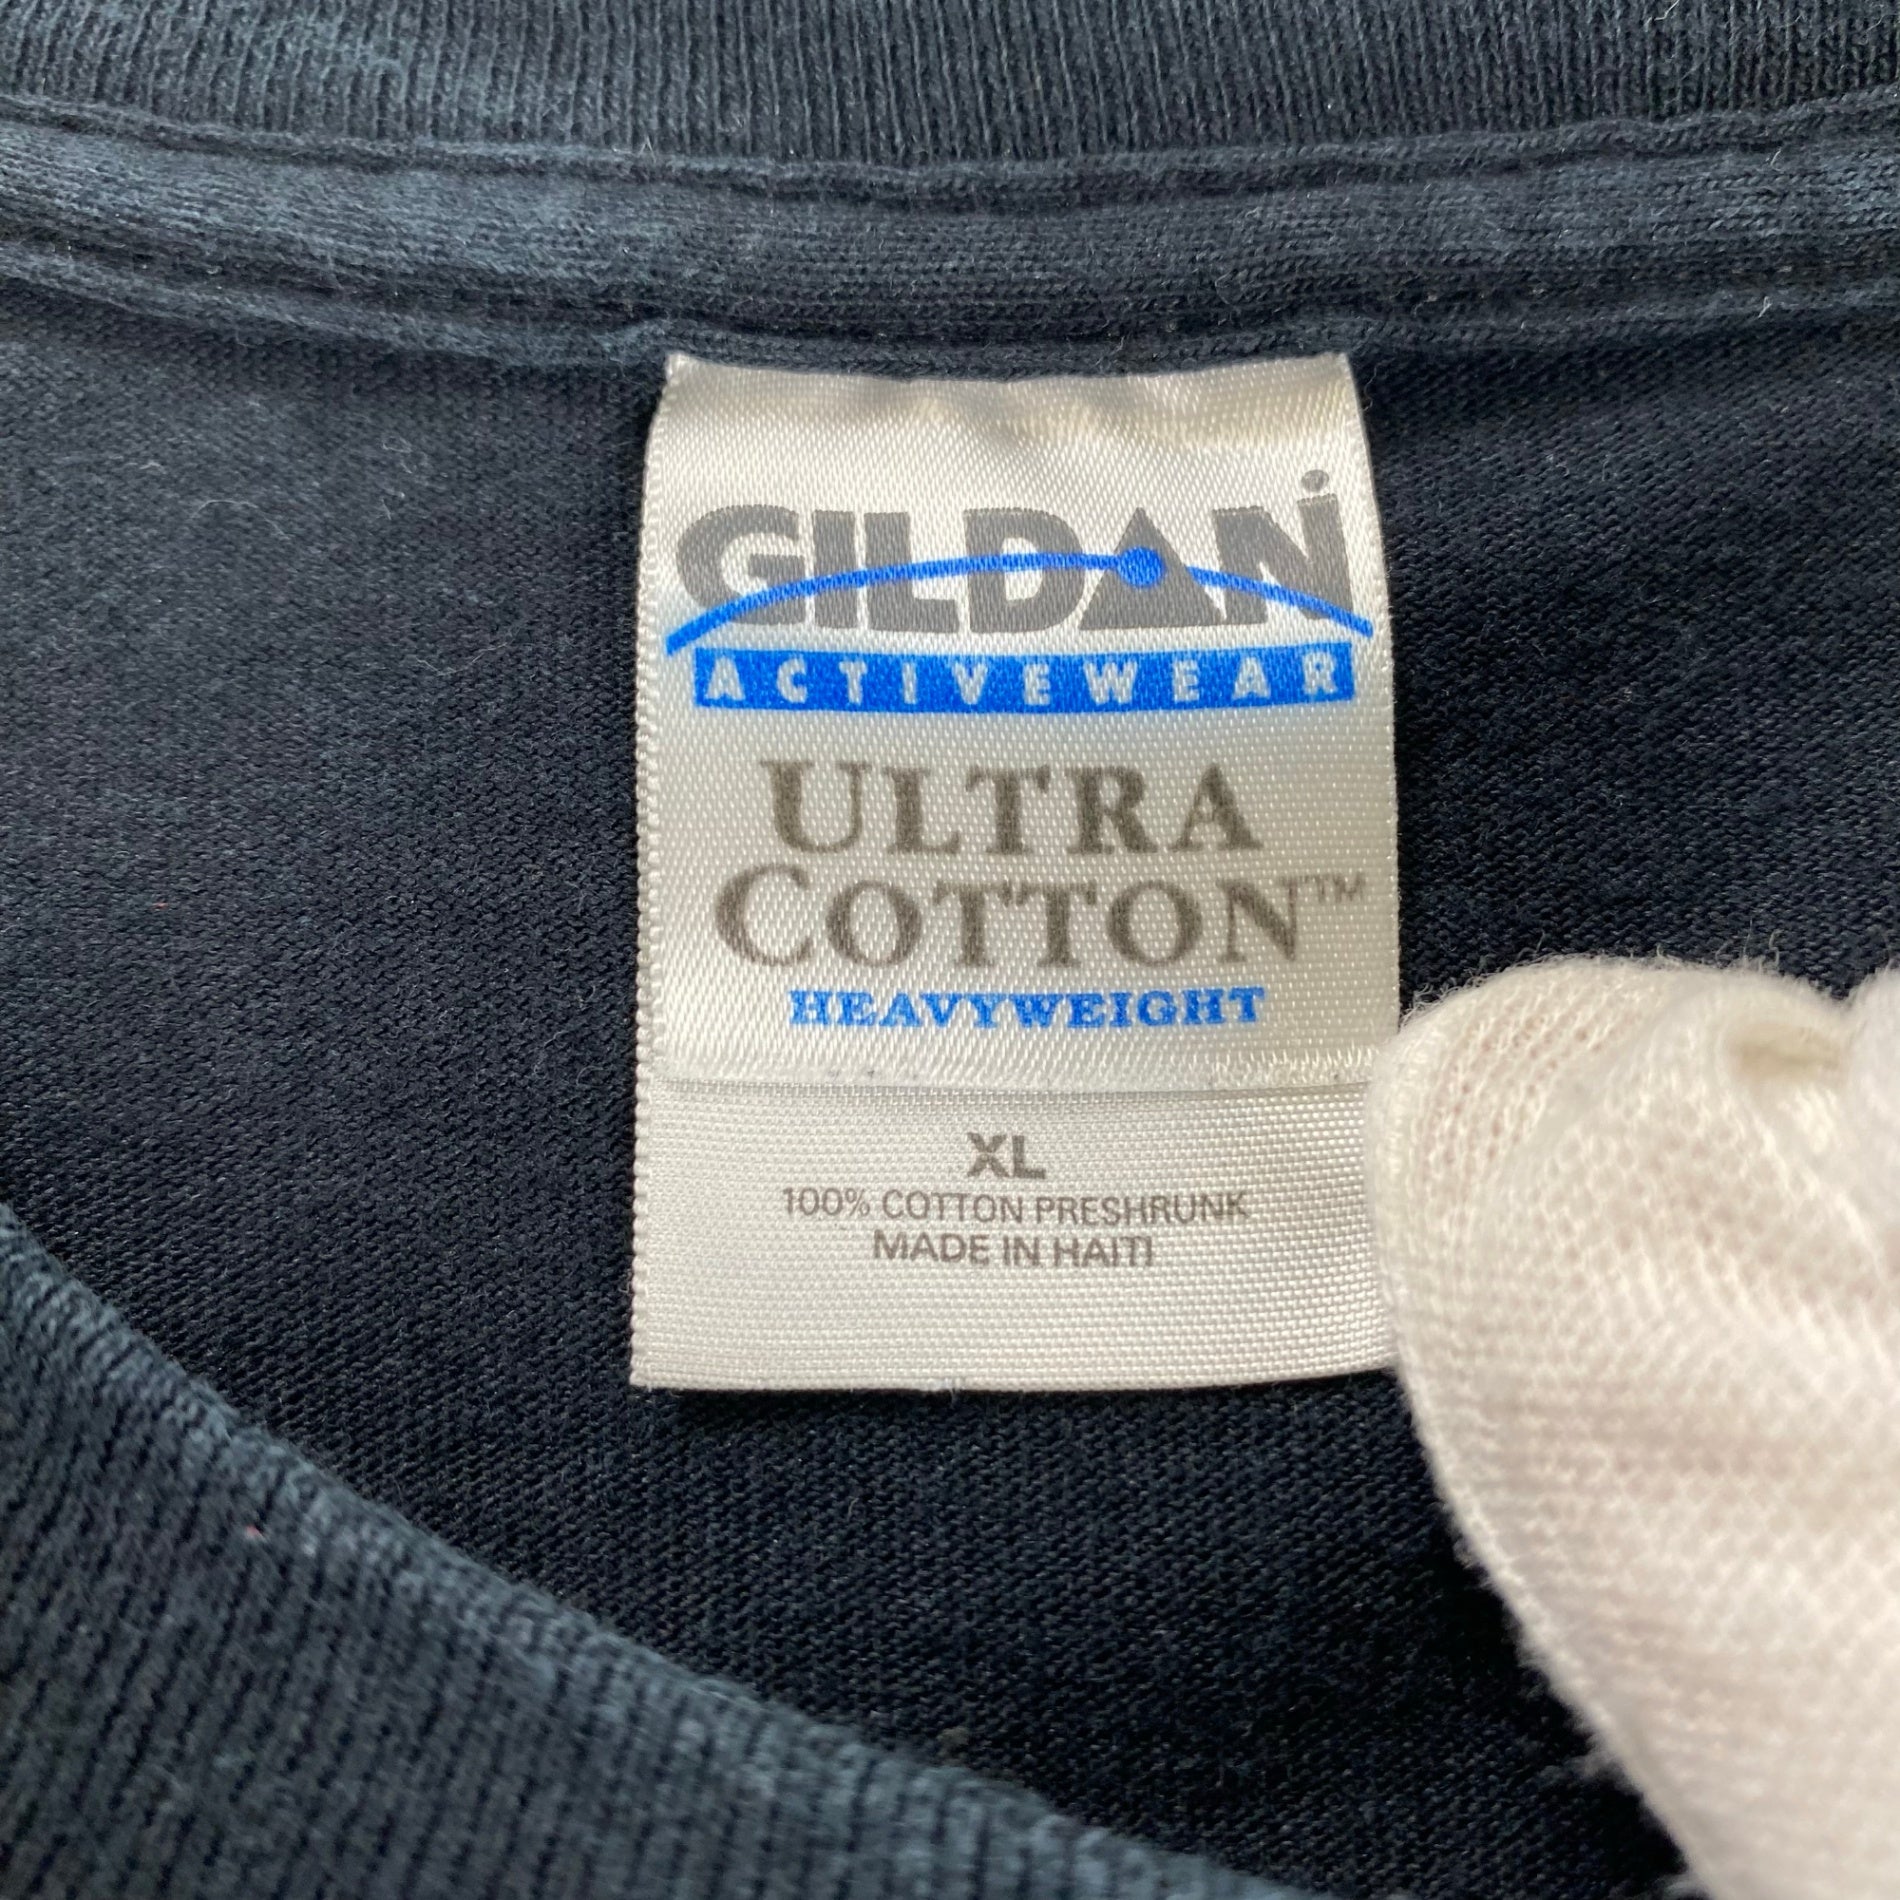 GILDAN
ACTIVEWEAR
ULTRA
COTTON™
HEAVYWEIGHT
XL
100% COTTON PRESHRUNK
MADE IN HAITI